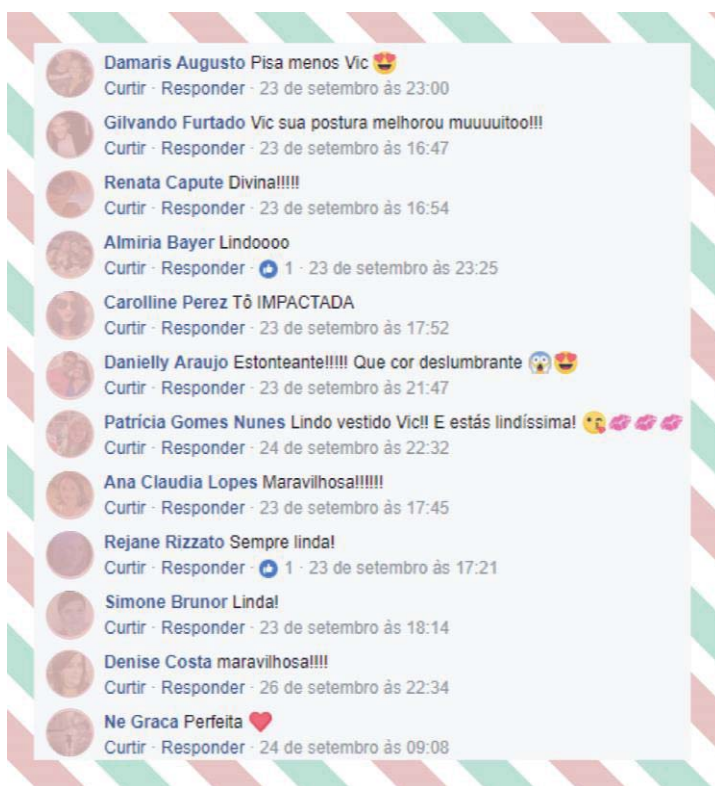 Damaris Augusto Pisa menos Vic 😍
Curtir · Responder · 23 de setembro às 23:00
Gilvando Furtado Vic sua postura melhorou muuuuitoo!!!
Curtir · Responder · 23 de setembro às 16:47
Renata Capute Divina!!!!!
Curtir · Responder · 23 de setembro às 16:54
Almiria Bayer Lindoooo
Curtir · Responder · 1 · 23 de setembro às 23:25
Carolline Perez Tô IMPACTADA
Curtir · Responder · 23 de setembro às 17:52
Danielly Araujo Estonteante!!!!! Que cor deslumbrante 😱😍
Curtir · Responder · 23 de setembro às 21:47
Patrícia Gomes Nunes Lindo vestido Vic!! E estás lindíssima! 😘💋💋💋
Curtir · Responder · 24 de setembro às 22:32
Ana Claudia Lopes Maravilhosa!!!!!!
Curtir · Responder · 23 de setembro às 17:45
Rejane Rizzato Sempre linda!
Curtir · Responder · 1 · 23 de setembro às 17:21
Simone Brunor Linda!
Curtir · Responder · 23 de setembro às 18:14
Denise Costa maravilhosa!!!!
Curtir · Responder · 26 de setembro às 22:34
Ne Graca Perfeita ❤️
Curtir · Responder · 24 de setembro às 09:08